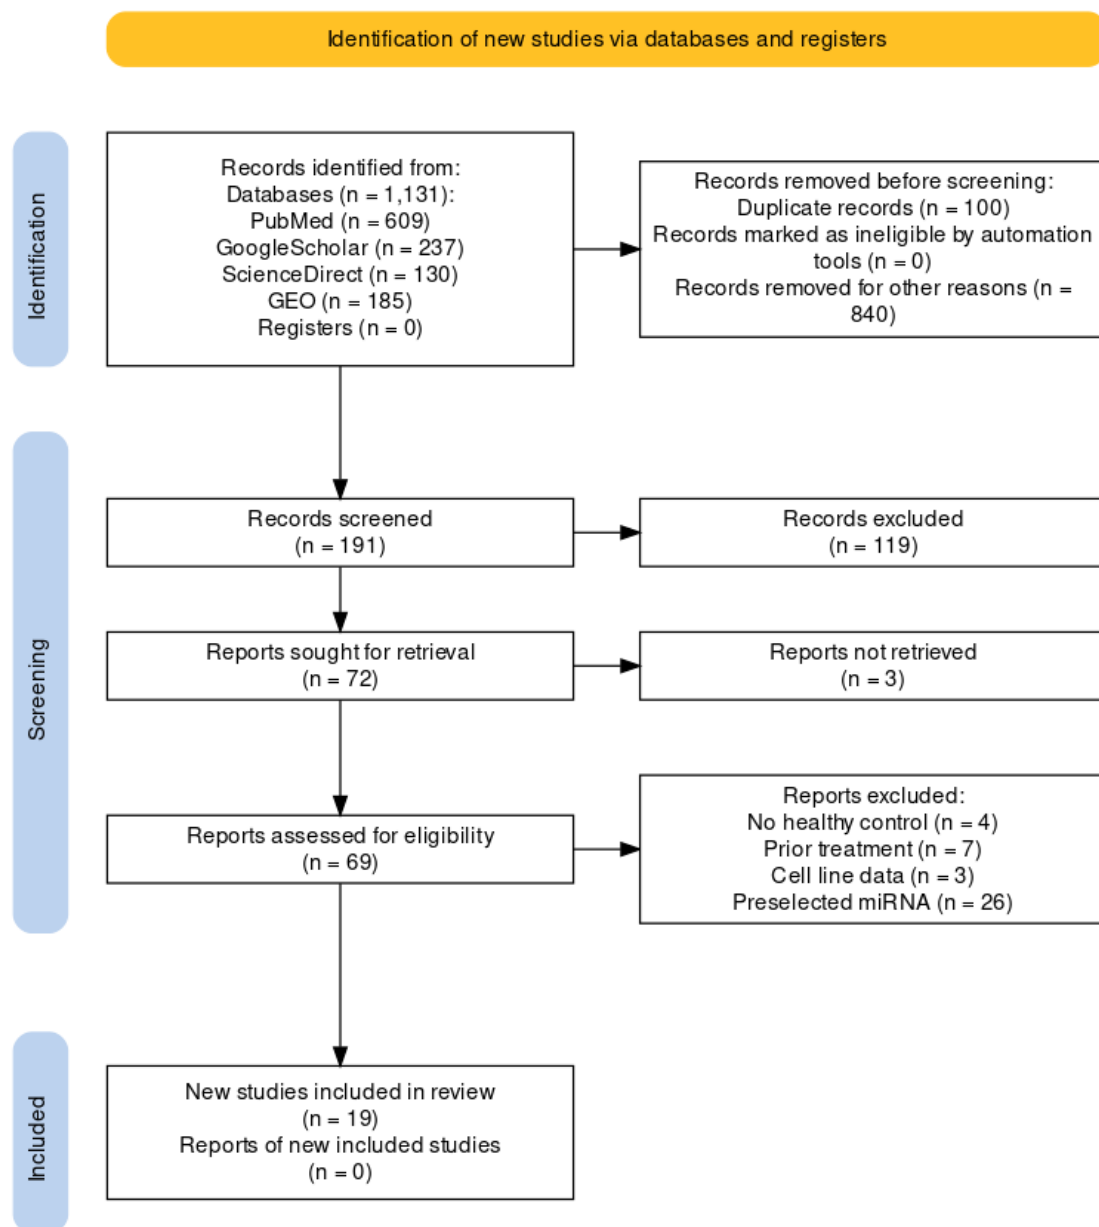 Identification of new studies via databases and registers
Identification
Records identified from:
Databases (n = 1,131):
PubMed (n = 609)
GoogleScholar (n = 237)
ScienceDirect (n = 130)
GEO (n = 185)
Registers (n = 0)
Records removed before screening:
Duplicate records (n = 100)
Records marked as ineligible by automation
tools (n = 0)
Records removed for other reasons (n =
840)
Screening
Records screened
(n = 191)
Records excluded
(n = 119)
Reports sought for retrieval
(n = 72)
Reports not retrieved
(n = 3)
Reports assessed for eligibility
(n = 69)
Reports excluded:
No healthy control (n = 4)
Prior treatment (n = 7)
Cell line data (n = 3)
Preselected miRNA (n = 26)
Included
New studies included in review
(n = 19)
Reports of new included studies
(n = 0)